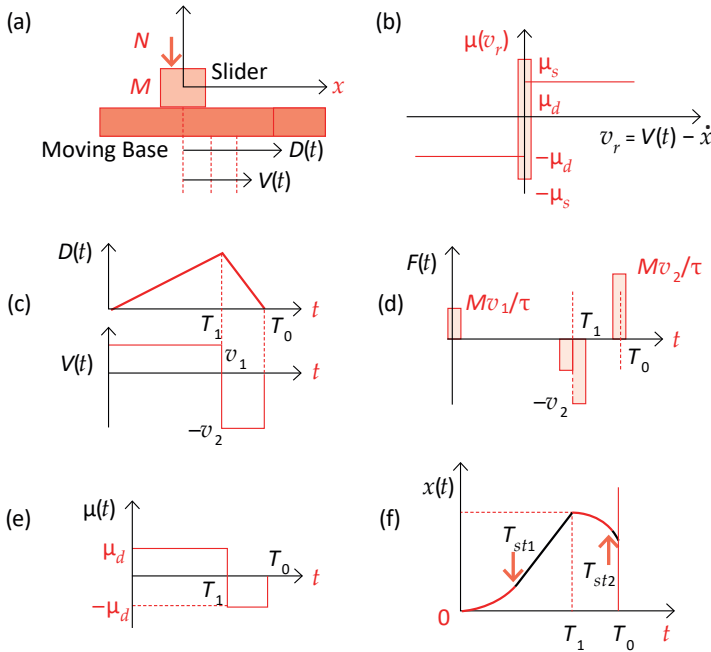 (a)
N
x
M
Slider
Moving Base
D(t)
V(t)
(b)
μ(v_r)
μ_s
μ_d
v_r = V(t) − ẋ
−μ_d
−μ_s
(c)
D(t)
t
T_1 T_0
V(t)
v_1
t
−v_2
(d)
F(t)
Mv_1/τ
Mv_2/τ
T_1
t
T_0
−v_2
(e)
μ(t)
μ_d
T_0
t
T_1
−μ_d
(f)
x(t)
T_st1
T_st2
0
T_1 T_0 t